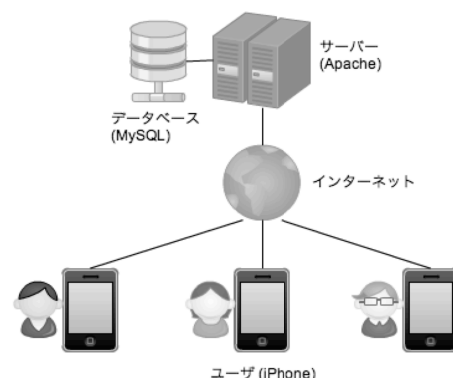 サーバー
(Apache)
データベース
(MySQL)
インターネット
ユーザ (iPhone)